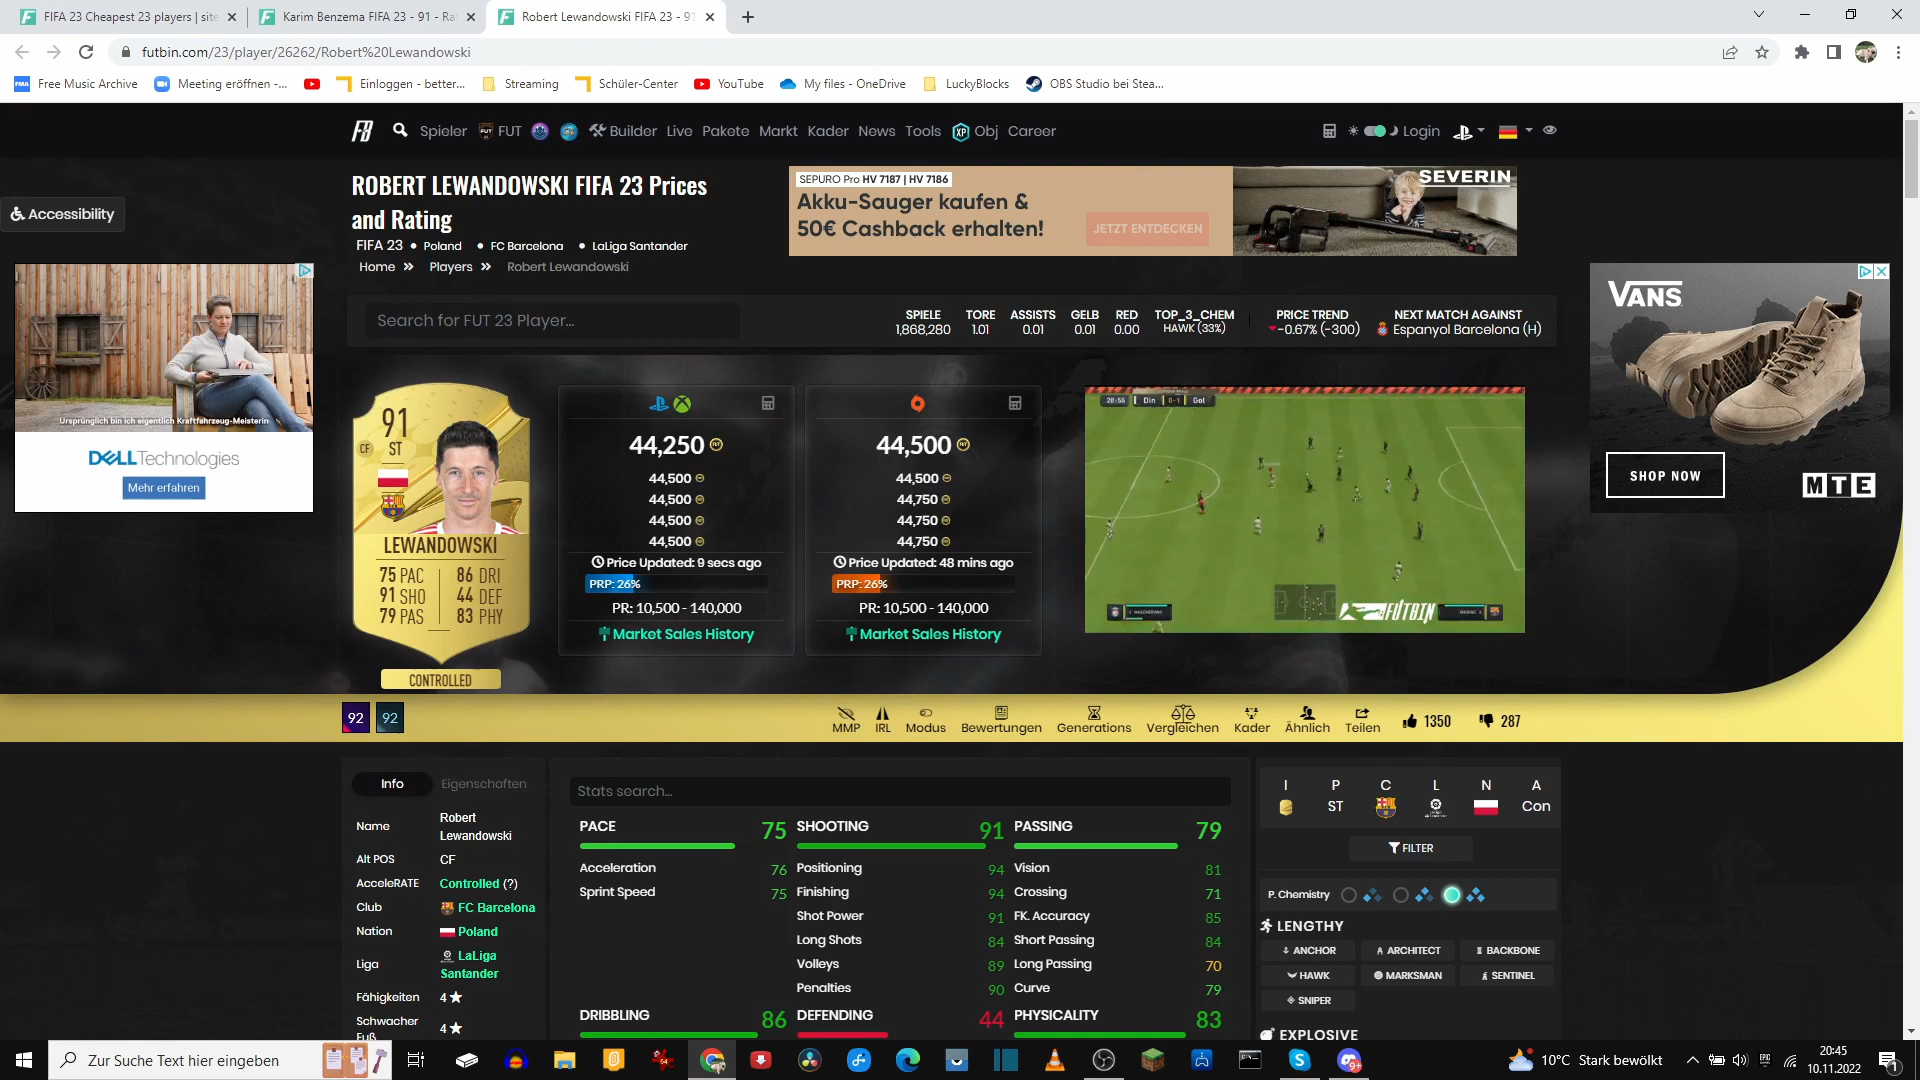 FIFA 23 Cheapest 23 players | site
Karim Benzema FIFA 23 - 91 - Ra
Robert Lewandowski FIFA 23 - 91
futbin.com/23/player/26262/Robert%20Lewandowski
FMA Free Music Archive
Meeting eröffnen -...
Einloggen - better...
Streaming
Schüler-Center
YouTube
My files - OneDrive
LuckyBlocks
OBS Studio bei Stea...
Spieler FUT Builder Live Pakete Markt Kader News Tools XP Obj Career
Login
Accessibility
ROBERT LEWANDOWSKI FIFA 23 Prices
and Rating
FIFA 23 • Poland • FC Barcelona • LaLiga Santander
Home » Players » Robert Lewandowski
SEPURO Pro HV 7187 | HV 7186
Akku-Sauger kaufen &
50€ Cashback erhalten!
JETZT ENTDECKEN
SEVERIN
Ursprünglich bin ich eigentlich Kraftfahrzeug-Meisterin
DELL Technologies
Mehr erfahren
Search for FUT 23 Player...
SPIELE TORE ASSISTS GELB RED TOP_3_CHEM PRICE TREND NEXT MATCH AGAINST
1,868,280 1.01 0.01 0.01 0.00 HAWK (33%) -0.67% (-300) Espanyol Barcelona (H)
91
ST
CF
LEWANDOWSKI
75 PAC 86 DRI
91 SHO 44 DEF
79 PAS 83 PHY
CONTROLLED
44,250
44,500
44,500
44,500
44,500
Price Updated: 9 secs ago
PRP: 26%
PR: 10,500 - 140,000
Market Sales History
44,500
44,500
44,750
44,750
44,750
Price Updated: 48 mins ago
PRP: 26%
PR: 10,500 - 140,000
Market Sales History
20:56 Din 0-1 Gol
FUTBIN
VANS
SHOP NOW
MTE
92 92
MMP IRL Modus Bewertungen Generations Vergleichen Kader Ähnlich Teilen 1350 287
Info Eigenschaften
Name Robert
Lewandowski
Alt POS CF
AcceleRATE Controlled (?)
Club FC Barcelona
Nation Poland
Liga LaLiga
Santander
Fähigkeiten 4
Schwacher
Fuß 4
Stats search...
PACE 75
Acceleration 76
Sprint Speed 75
SHOOTING 91
Positioning 94
Finishing 94
Shot Power 91
Long Shots 84
Volleys 89
Penalties 90
PASSING 79
Vision 81
Crossing 71
FK. Accuracy 85
Short Passing 84
Long Passing 70
Curve 79
DRIBBLING 86
DEFENDING 44
PHYSICALITY 83
I P C L N A
ST Con
FILTER
P. Chemistry
LENGTHY
ANCHOR ARCHITECT BACKBONE
HAWK MARKSMAN SENTINEL
SNIPER
EXPLOSIVE
Zur Suche Text hier eingeben
64
9+
10°C Stark bewölkt
EPIC
20:45
10.11.2022
1